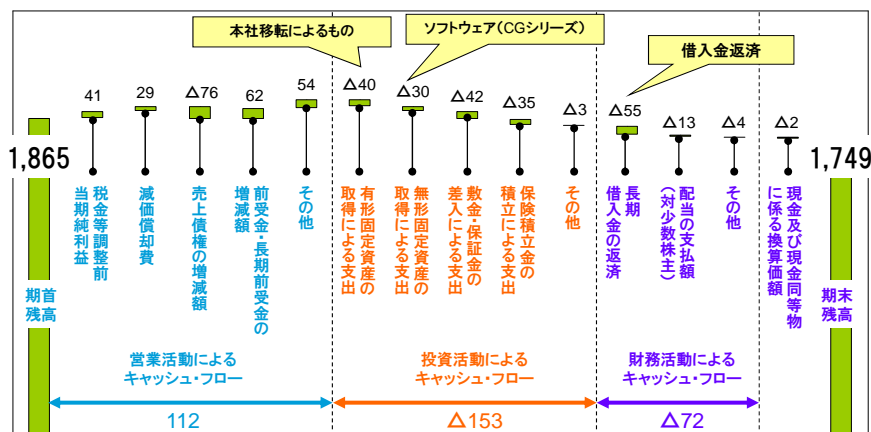 本社移転によるもの
ソフトウェア(CGシリーズ)
借入金返済
41
29
△76
62
54
△40
△30
△42
△35
△3
△55
△13
△4
△2
1,865
1,749
税金等調整前
当期純利益
減価償却費
売上債権の増減額
前受金・長期前受金の
増減額
その他
有形固定資産の
取得による支出
無形固定資産の
取得による支出
敷金・保証金の
差入による支出
保険積立金の
積立による支出
その他
長期
借入金の返済
配当の支払額
(対少数株主)
その他
現金及び現金同等物
に係る換算価額
期首
残高
期末
残高
営業活動による
キャッシュ・フロー
投資活動による
キャッシュ・フロー
財務活動による
キャッシュ・フロー
112
△153
△72